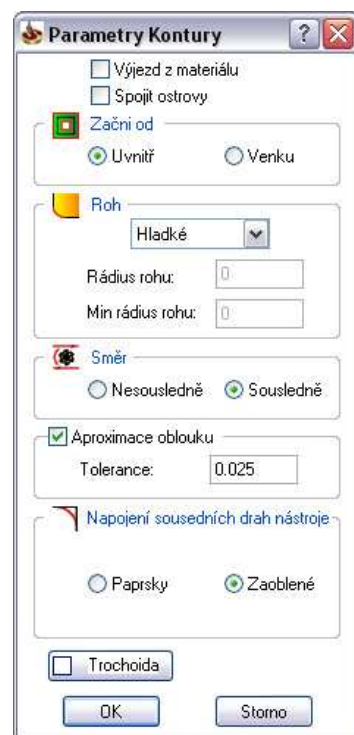 Parametry Kontury
Výjezd z materiálu
Spojit ostrovy
Začni od
Uvnitř Venku
Roh
Hladké
Rádius rohu: 0
Min rádius rohu: 0
Směr
Nesousledně Sousledně
Aproximace oblouku
Tolerance: 0.025
Napojení sousedních drah nástroje
Paprsky Zaoblené
Trochoida
OK Storno